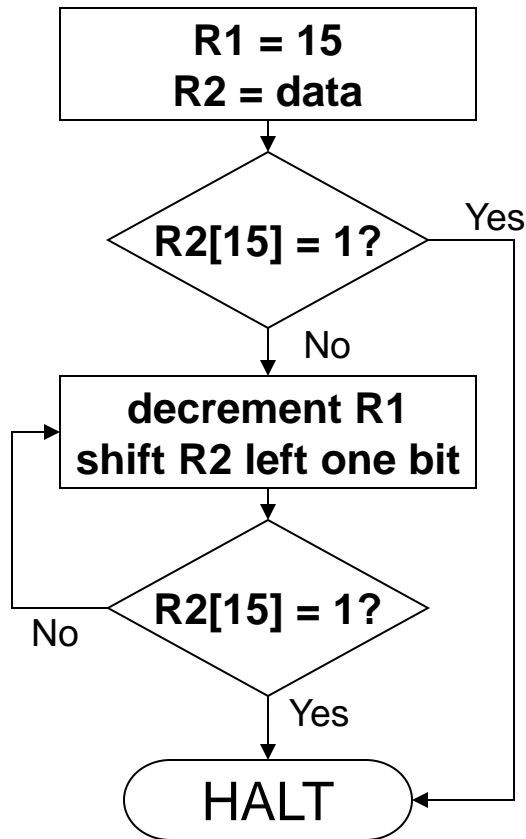 R1 = 15
R2 = data
R2[15] = 1?
Yes
No
decrement R1
shift R2 left one bit
R2[15] = 1?
No
Yes
HALT